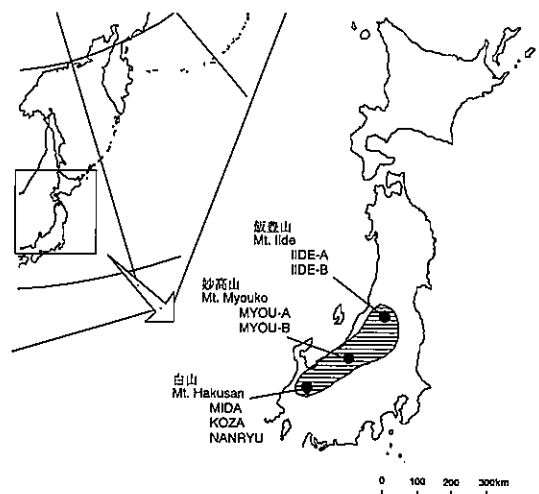 飯豊山
Mt. Iide
IIDE-A
IIDE-B
妙高山
Mt. Myouko
MYOU-A
MYOU-B
白山
Mt. Hakusan
MIDA
KOZA
NANRYU
0 100 200 300km